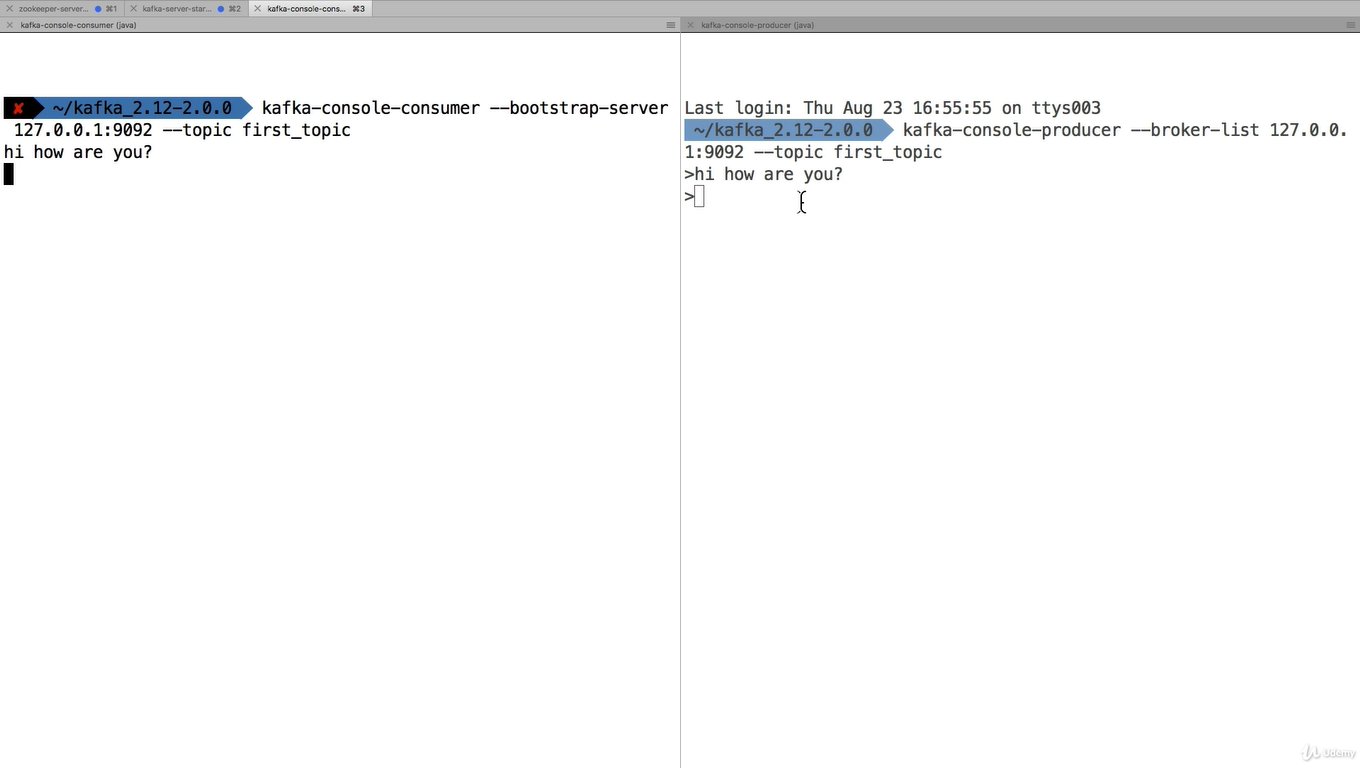 zookeeper-server... ⌘1
kafka-server-star... ⌘2
kafka-console-cons... ⌘3
kafka-console-consumer (java)
kafka-console-producer (java)
✘ ~/kafka_2.12-2.0.0 kafka-console-consumer --bootstrap-server
127.0.0.1:9092 --topic first_topic
hi how are you?
Last login: Thu Aug 23 16:55:55 on ttys003
~/kafka_2.12-2.0.0 kafka-console-producer --broker-list 127.0.0.
1:9092 --topic first_topic
>hi how are you?
>
Udemy